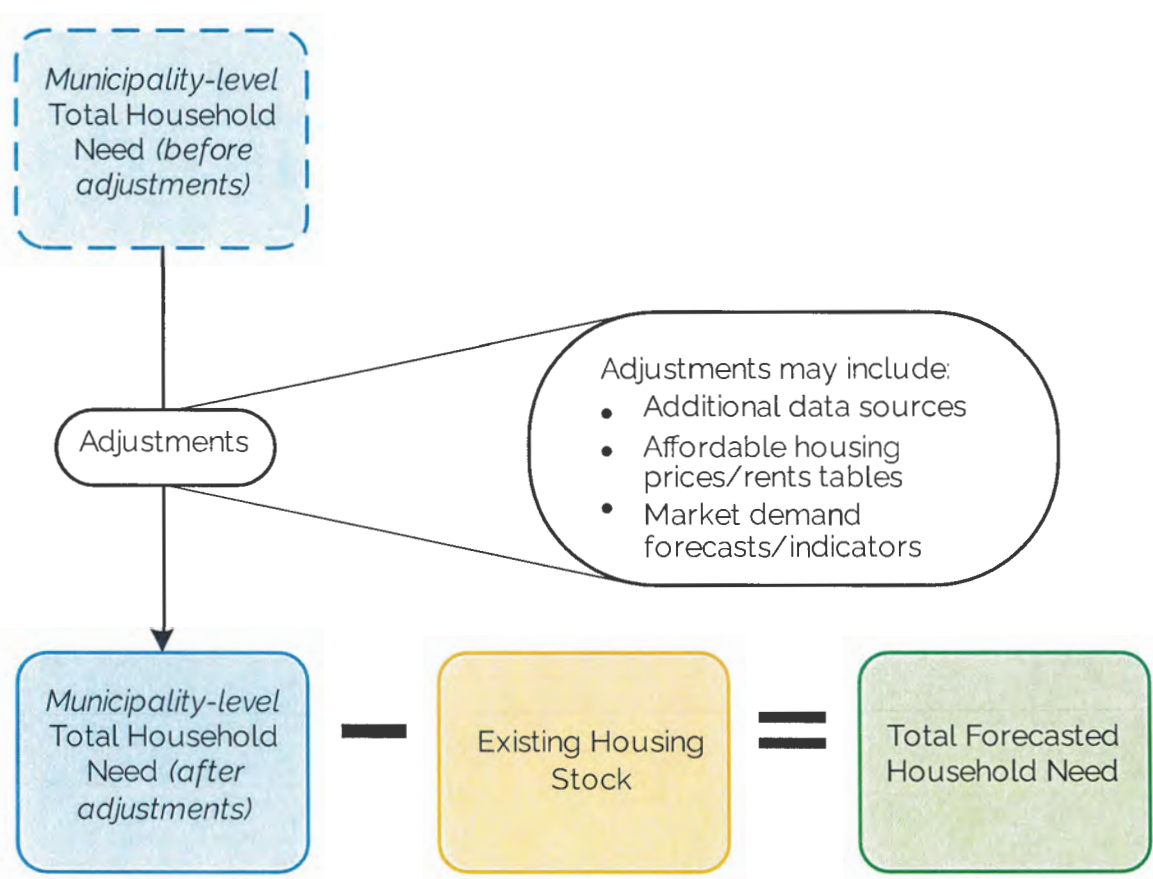 Municipality-level
Total Household
Need (before
adjustments)
Adjustments
Adjustments may include:
• Additional data sources
• Affordable housing
prices/rents tables
• Market demand
forecasts/indicators
Municipality-level
Total Household
Need (after
adjustments)
Existing Housing
Stock
Total Forecasted
Household Need